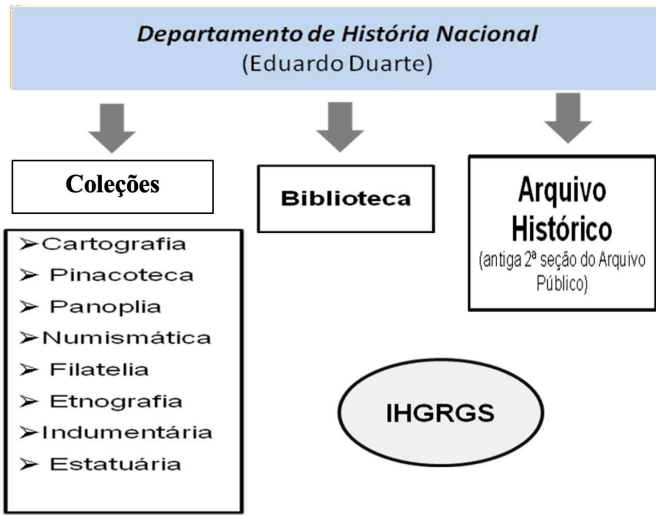 Departamento de História Nacional
(Eduardo Duarte)
Coleções
Biblioteca
Arquivo
Histórico
(antiga 2ª seção do Arquivo
Público)
➢Cartografia
➢ Pinacoteca
➢ Panoplia
➢Numismática
➢ Filatelia
➢ Etnografia
➢Indumentária
➢ Estatuária
IHGRGS